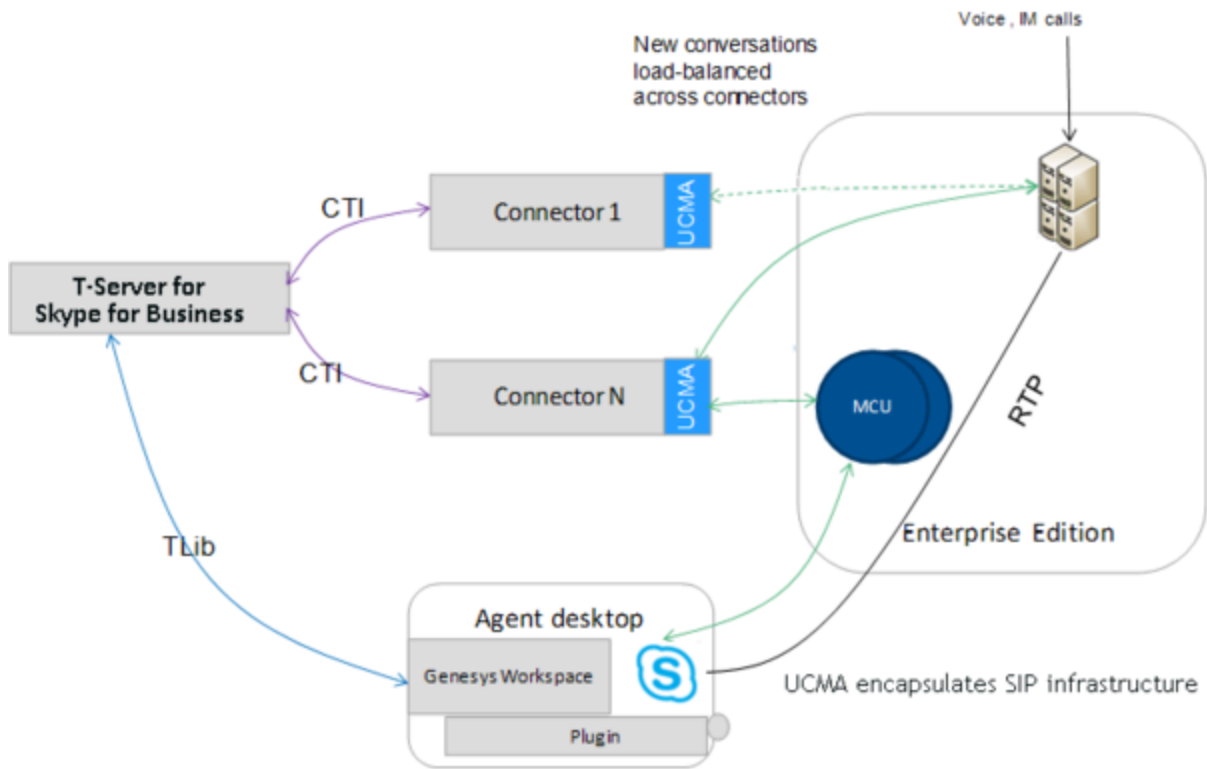 Voice , IM calls
New conversations
load-balanced
across connectors
CTI
Connector 1
UCMA
T-Server for
Skype for Business
CTI
Connector N
UCMA
MCU
RTP
Enterprise Edition
TLib
Agent desktop
Genesys Workspace
S
UCMA encapsulates SIP infrastructure
Plugin